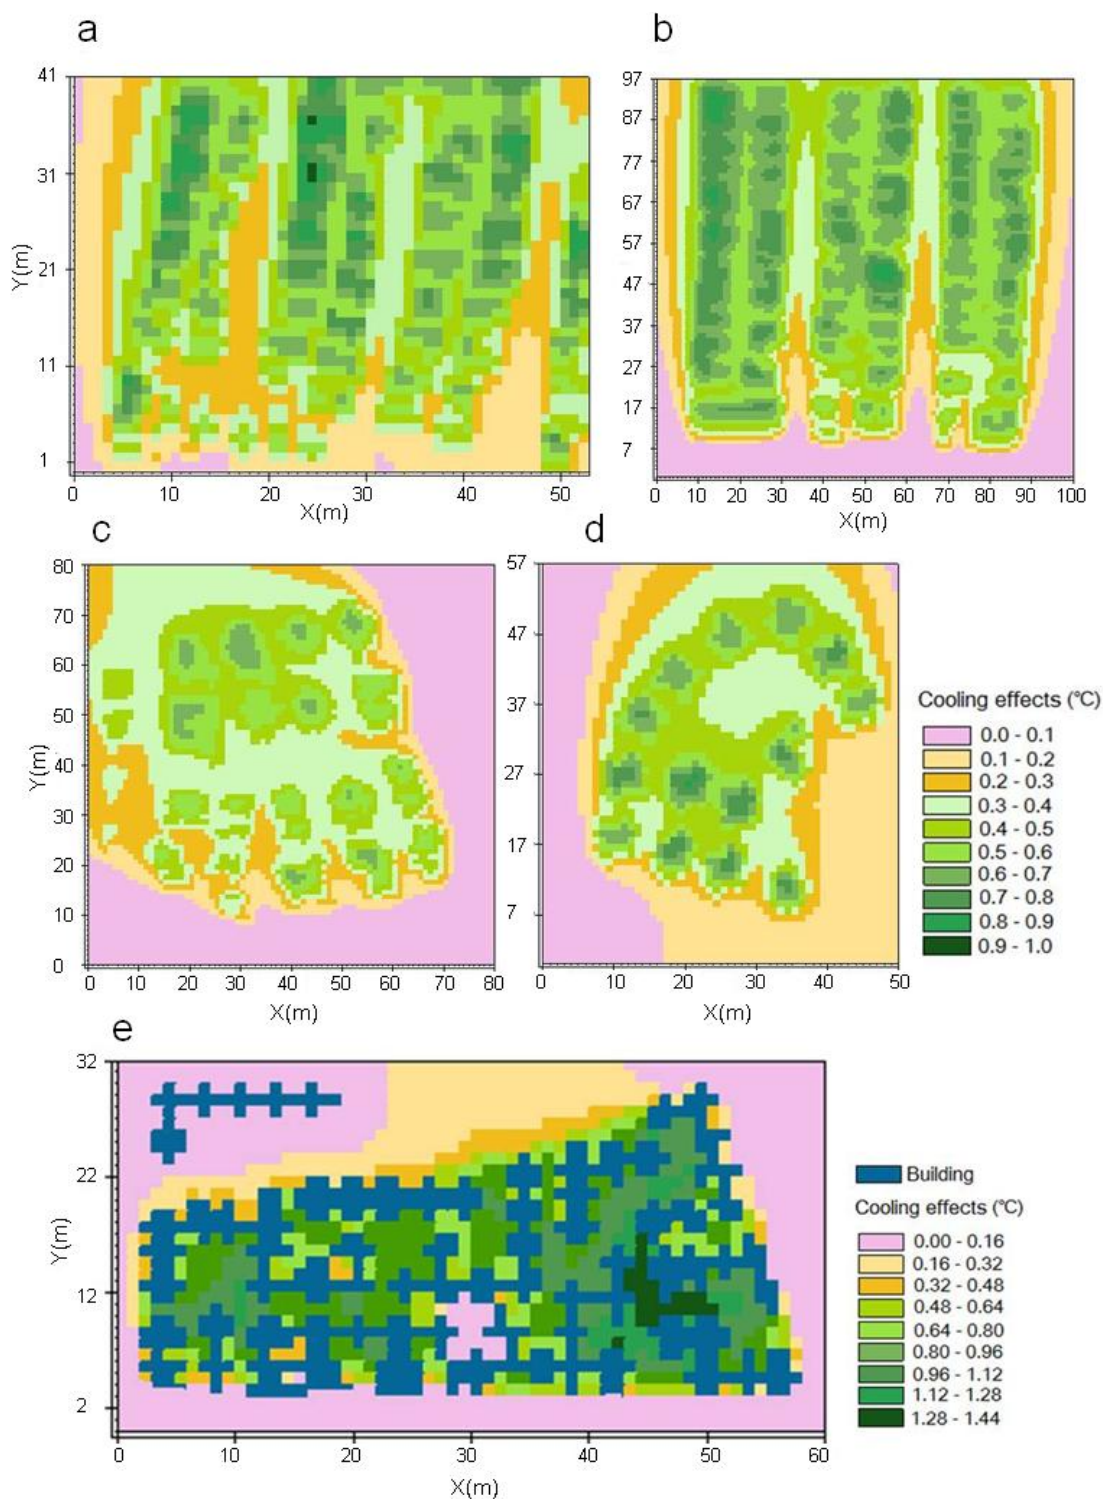 a
41
31
21
11
1
Y(m)
0 10 20 30 40 50
X(m)
b
97
87
77
67
57
47
37
27
17
7
0 10 20 30 40 50 60 70 80 90 100
X(m)
c
80
70
60
50
40
30
20
10
0
Y(m)
0 10 20 30 40 50 60 70 80
X(m)
d
57
47
37
27
17
7
0 10 20 30 40 50
X(m)
Cooling effects (°C)
0.0 - 0.1
0.1 - 0.2
0.2 - 0.3
0.3 - 0.4
0.4 - 0.5
0.5 - 0.6
0.6 - 0.7
0.7 - 0.8
0.8 - 0.9
0.9 - 1.0
e
32
22
12
2
Y(m)
0 10 20 30 40 50 60
X(m)
Building
Cooling effects (°C)
0.00 - 0.16
0.16 - 0.32
0.32 - 0.48
0.48 - 0.64
0.64 - 0.80
0.80 - 0.96
0.96 - 1.12
1.12 - 1.28
1.28 - 1.44